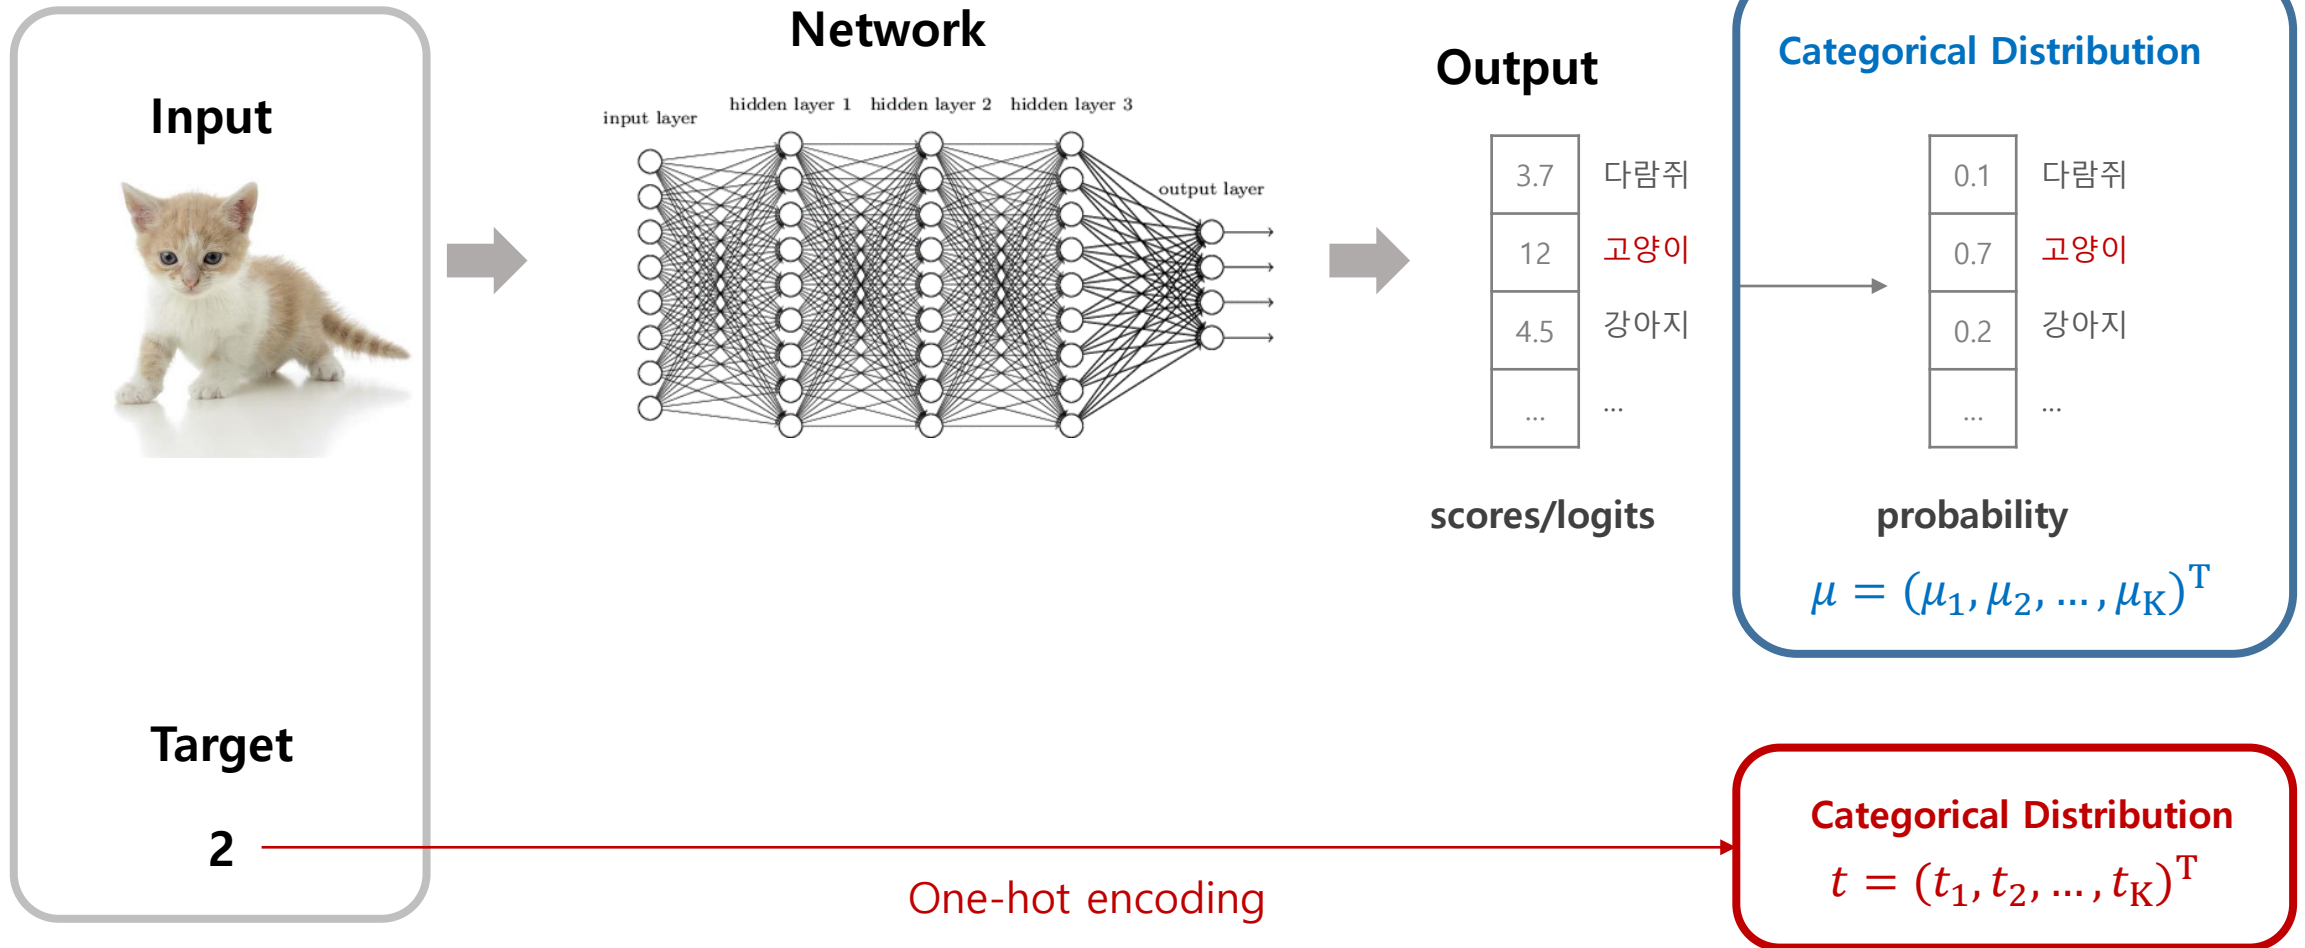 Input
Target
2
Network
input layer
hidden layer 1
hidden layer 2
hidden layer 3
output layer
Output
3.7 다람쥐
12 고양이
4.5 강아지
... ...
scores/logits
Categorical Distribution
0.1 다람쥐
0.7 고양이
0.2 강아지
... ...
probability
μ = (μ₁, μ₂, … , μ_K)ᵀ
One-hot encoding
Categorical Distribution
t = (t₁, t₂, … , t_K)ᵀ